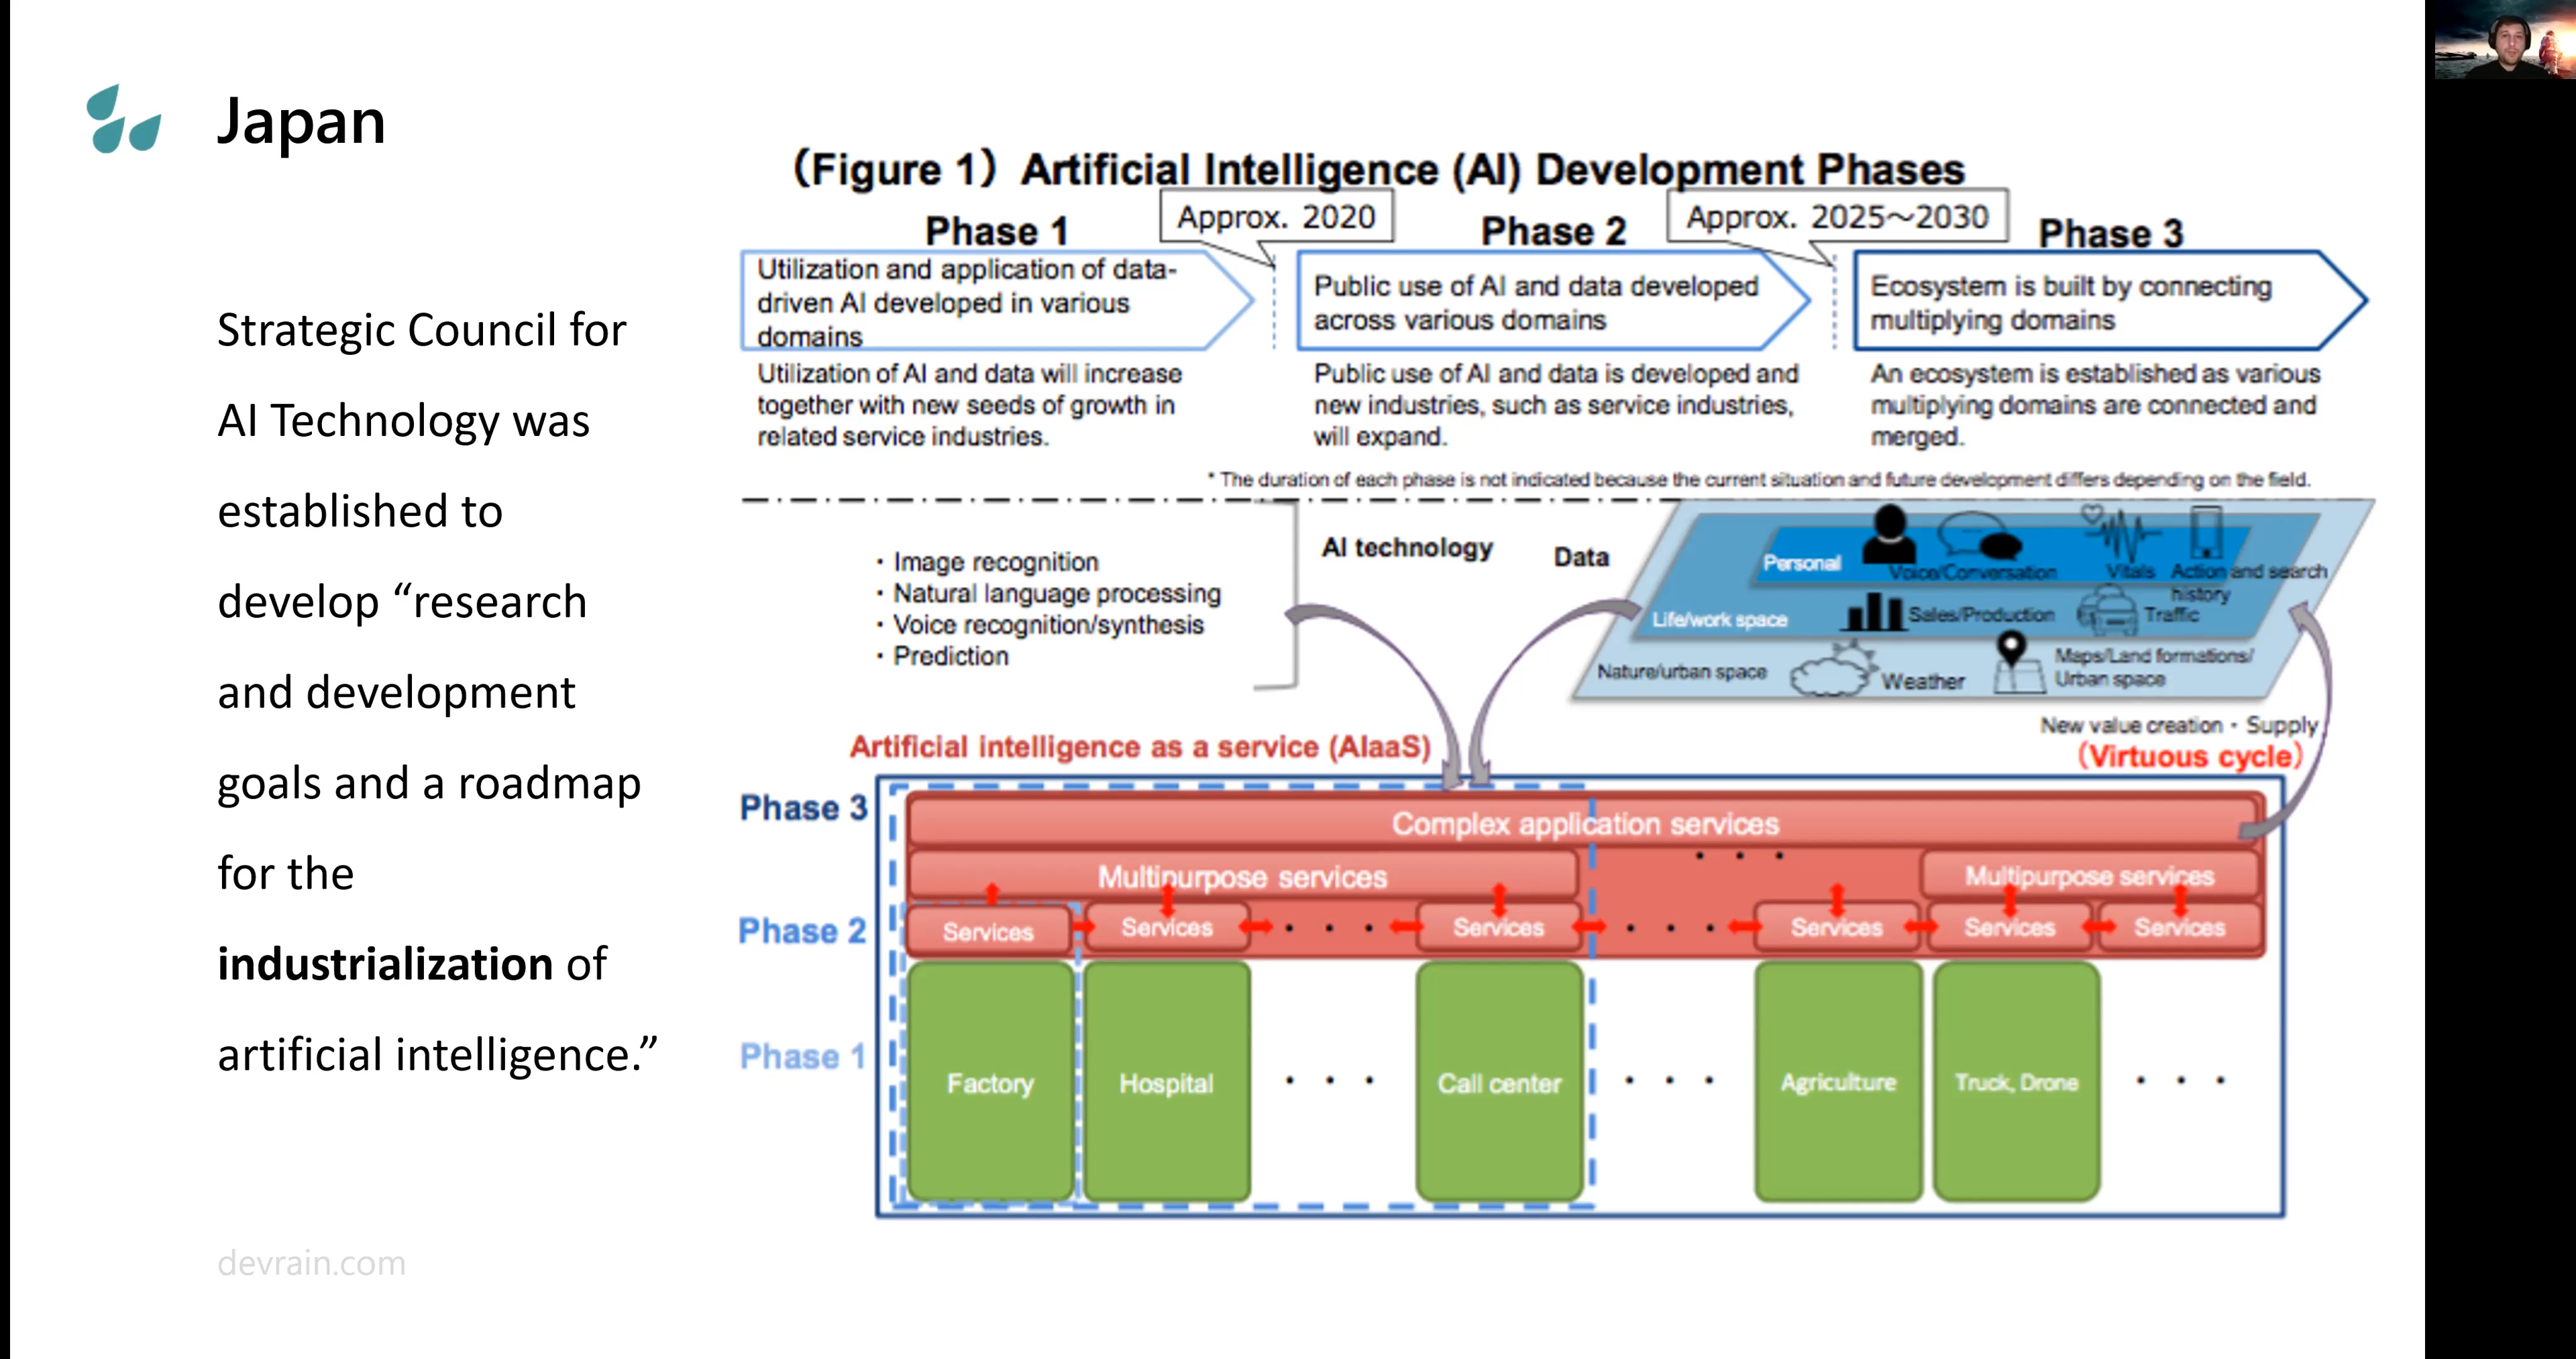 Japan
Strategic Council for
AI Technology was
established to
develop “research
and development
goals and a roadmap
for the
industrialization of
artificial intelligence.”
devrain.com
(Figure 1) Artificial Intelligence (AI) Development Phases
Phase 1
Approx. 2020
Phase 2
Approx. 2025～2030
Phase 3
Utilization and application of data-
driven AI developed in various
domains
Public use of AI and data developed
across various domains
Ecosystem is built by connecting
multiplying domains
Utilization of AI and data will increase
together with new seeds of growth in
related service industries.
Public use of AI and data is developed and
new industries, such as service industries,
will expand.
An ecosystem is established as various
multiplying domains are connected and
merged.
* The duration of each phase is not indicated because the current situation and future development differs depending on the field.
・Image recognition
・Natural language processing
・Voice recognition/synthesis
・Prediction
AI technology
Data
Personal
Voice/Conversation
Vitals
Action and search
history
Life/work space
Sales/Production
Traffic
Nature/urban space
Weather
Maps/Land formations/
Urban space
New value creation・Supply
(Virtuous cycle)
Artificial intelligence as a service (AIaaS)
Phase 3
Complex application services
Multipurpose services
・・・
Multipurpose services
Phase 2
Services
Services
・・・
Services
・・・
Services
Services
Services
Phase 1
Factory
Hospital
・・・
Call center
・・・
Agriculture
Truck, Drone
・・・